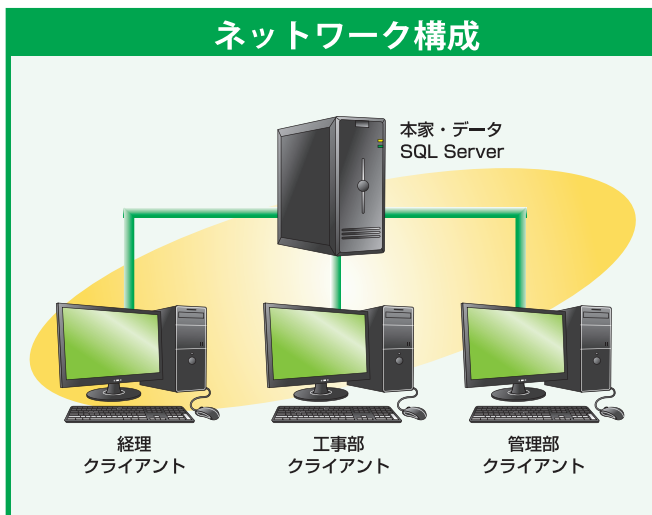 ネットワーク構成
本家・データ
SQL Server
経理
クライアント
工事部
クライアント
管理部
クライアント